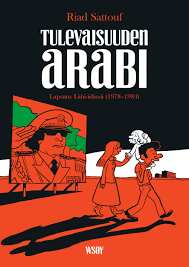 Riad Sattouf
TULEVAISUUDEN
ARABI
Lapsuus Lähi-idässä (1978–1984)
WSOY